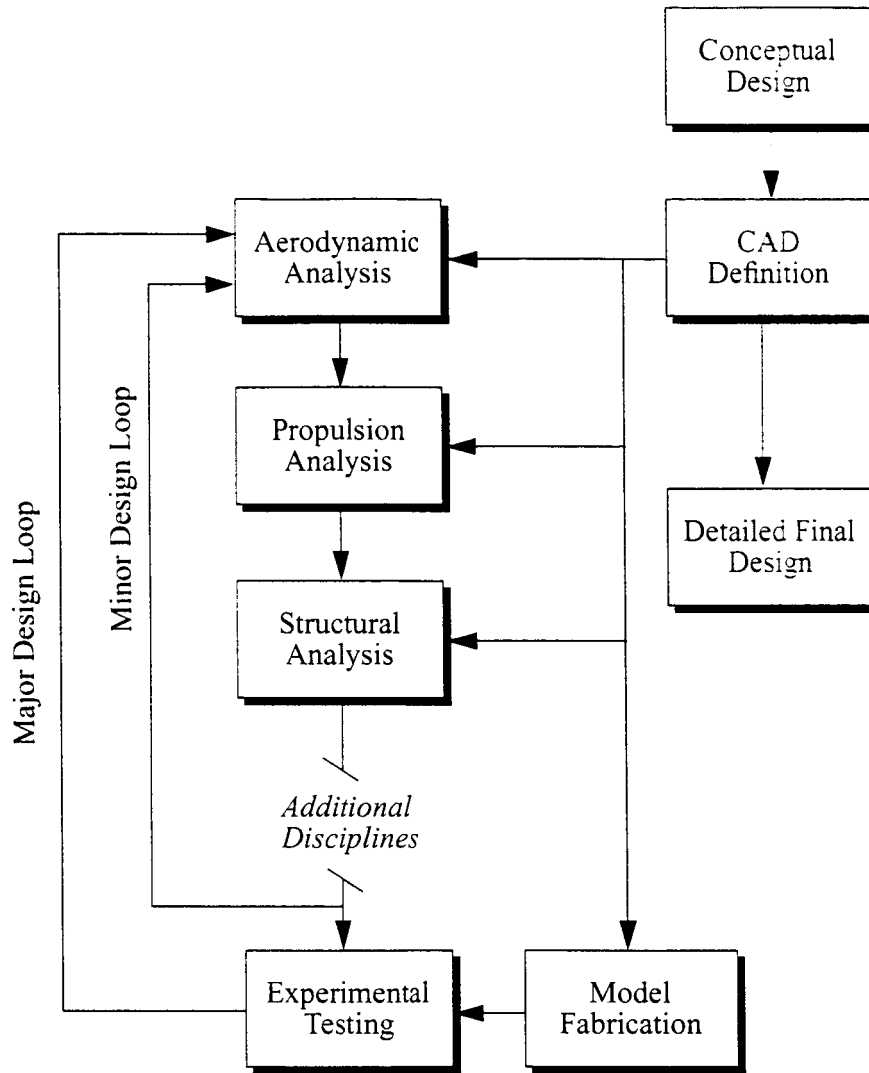 Conceptual
Design
Aerodynamic
Analysis
CAD
Definition
Propulsion
Analysis
Detailed Final
Design
Structural
Analysis
Additional
Disciplines
Experimental
Testing
Model
Fabrication
Minor Design Loop
Major Design Loop